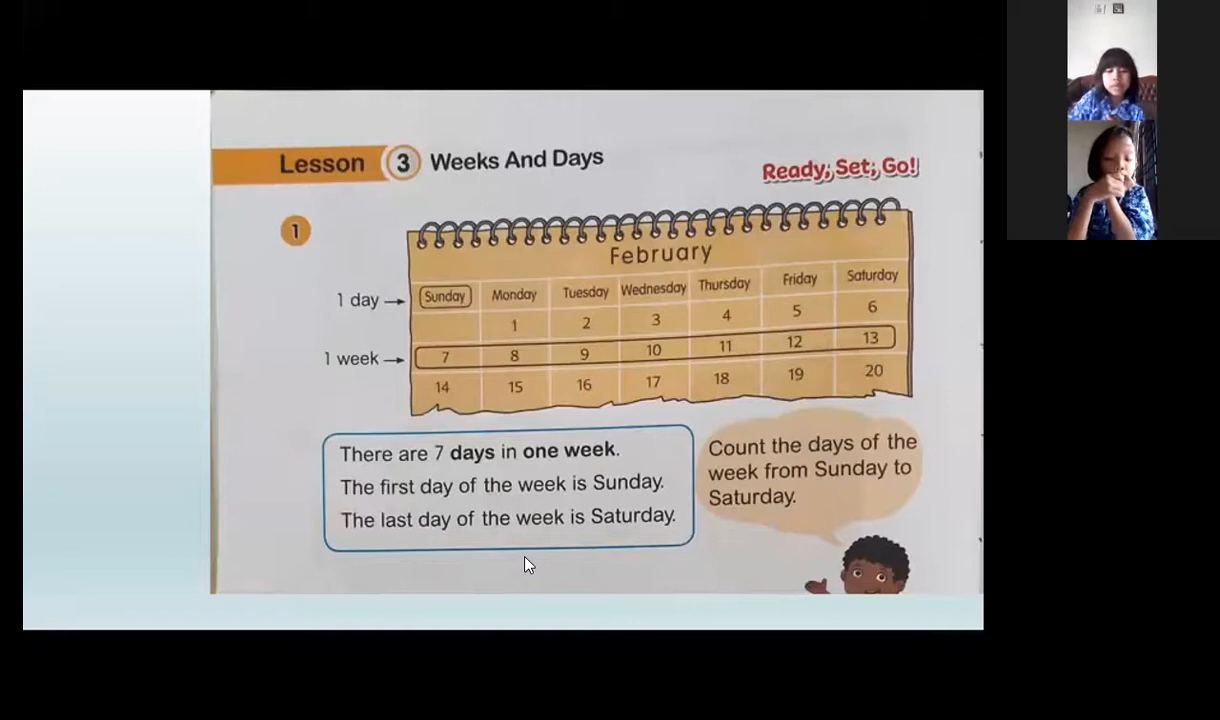 Lesson 3 Weeks And Days
Ready, Set, Go!
1
February
1 day → Sunday Monday Tuesday Wednesday Thursday Friday Saturday
1 2 3 4 5 6
1 week → 7 8 9 10 11 12 13
14 15 16 17 18 19 20
There are 7 days in one week.
The first day of the week is Sunday.
The last day of the week is Saturday.
Count the days of the
week from Sunday to
Saturday.